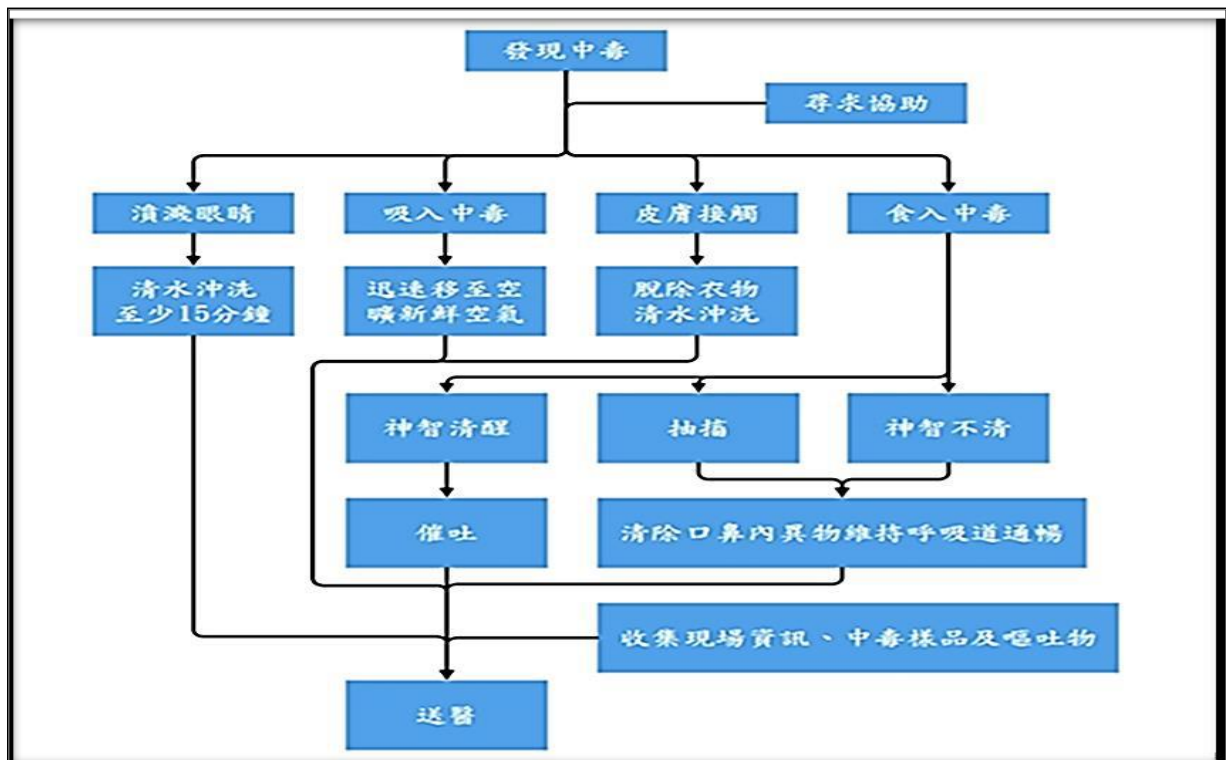 發現中毒
尋求協助
濆濺眼睛
吸入中毒
皮膚接觸
食入中毒
清水沖洗
至少15分鐘
迅速移至空
曠新鮮空氣
脫除衣物
清水沖洗
神智清醒
抽搐
神智不清
催吐
清除口鼻內異物維持呼吸道通暢
收集現場資訊、中毒樣品及嘔吐物
送醫